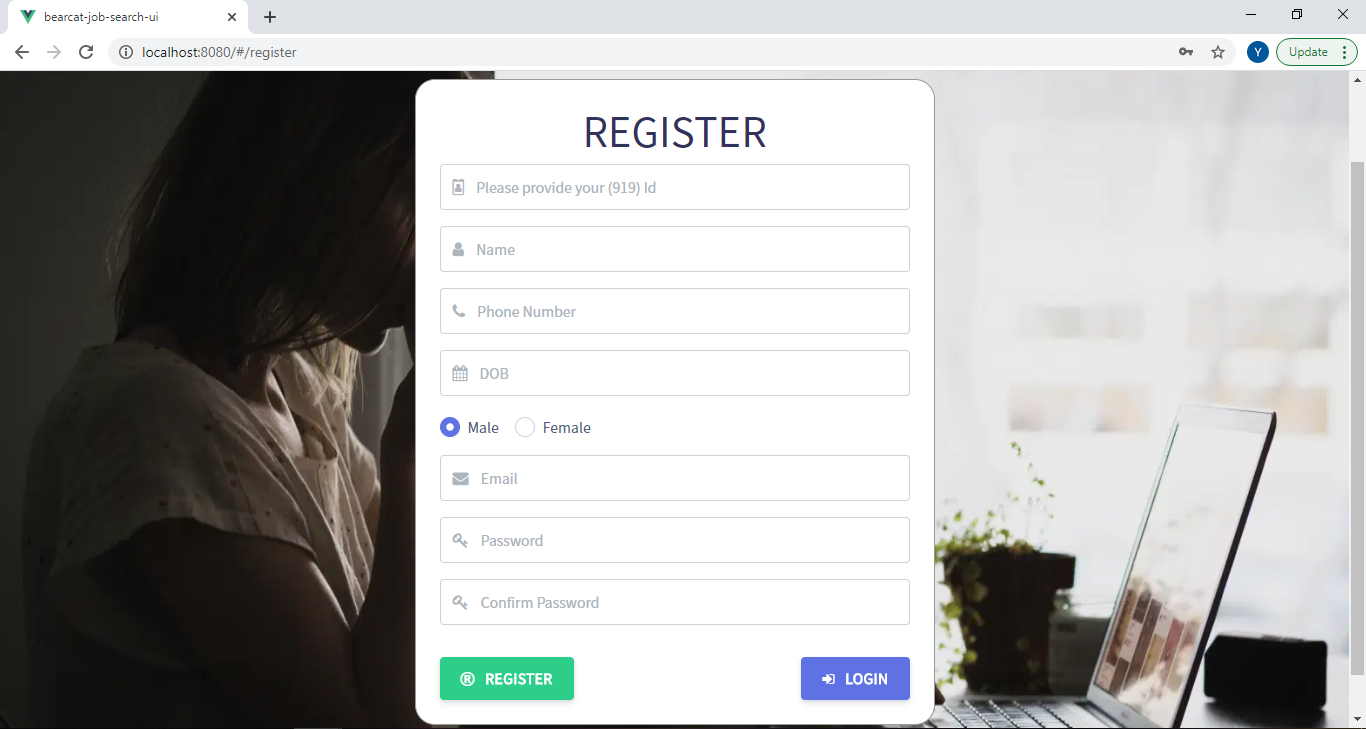 bearcat-job-search-ui
localhost:8080/#/register
Y
Update
REGISTER
Please provide your (919) Id
Name
Phone Number
DOB
Male Female
Email
Password
Confirm Password
® REGISTER
LOGIN